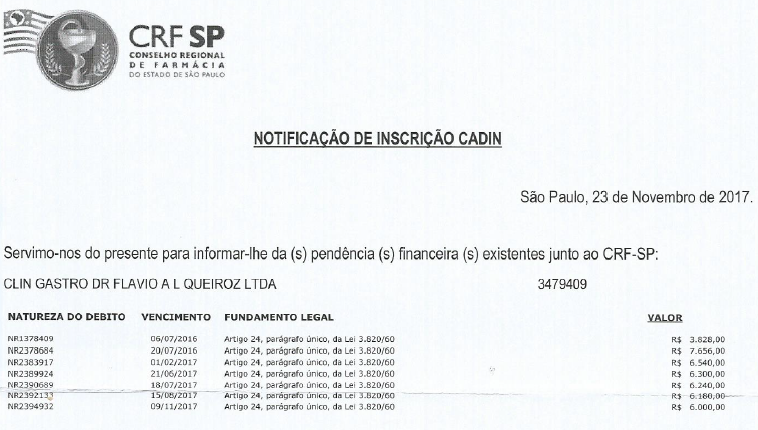 CRF SP
CONSELHO REGIONAL
DE FARMÁCIA
DO ESTADO DE SÃO PAULO
NOTIFICAÇÃO DE INSCRIÇÃO CADIN
São Paulo, 23 de Novembro de 2017.
Servimo-nos do presente para informar-lhe da (s) pendência (s) financeira (s) existentes junto ao CRF-SP:
CLIN GASTRO DR FLAVIO A L QUEIROZ LTDA 3479409
NATUREZA DO DEBITO VENCIMENTO FUNDAMENTO LEGAL VALOR
NR1378409 06/07/2016 Artigo 24, parágrafo único, da Lei 3.820/60 R$ 3.828,00
NR2378684 20/07/2016 Artigo 24, parágrafo único, da Lei 3.820/60 R$ 7.656,00
NR2383917 01/02/2017 Artigo 24, parágrafo único, da Lei 3.820/60 R$ 6.540,00
NR2389924 21/06/2017 Artigo 24, parágrafo único, da Lei 3.820/60 R$ 6.300,00
NR2390689 18/07/2017 Artigo 24, parágrafo único, da Lei 3.820/60 R$ 6.240,00
NR2392133 15/08/2017 Artigo 24, parágrafo único, da Lei 3.820/60 R$ 6.180,00
NR2394932 09/11/2017 Artigo 24, parágrafo único, da Lei 3.820/60 R$ 6.000,00